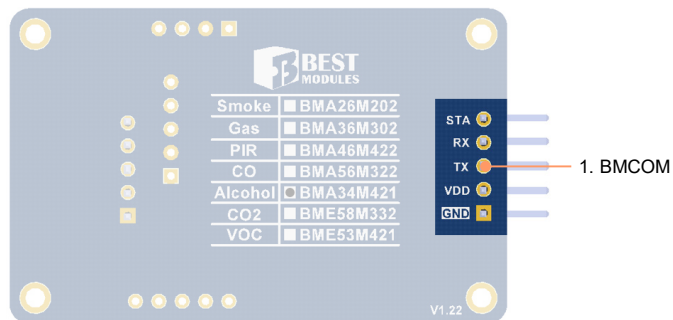 BEST
MODULES
Smoke BMA26M202
Gas BMA36M302
PIR BMA46M422
CO BMA56M322
Alcohol BMA34M421
CO2 BME58M332
VOC BME53M421
STA
RX
TX
VDD
GND
1. BMCOM
V1.22